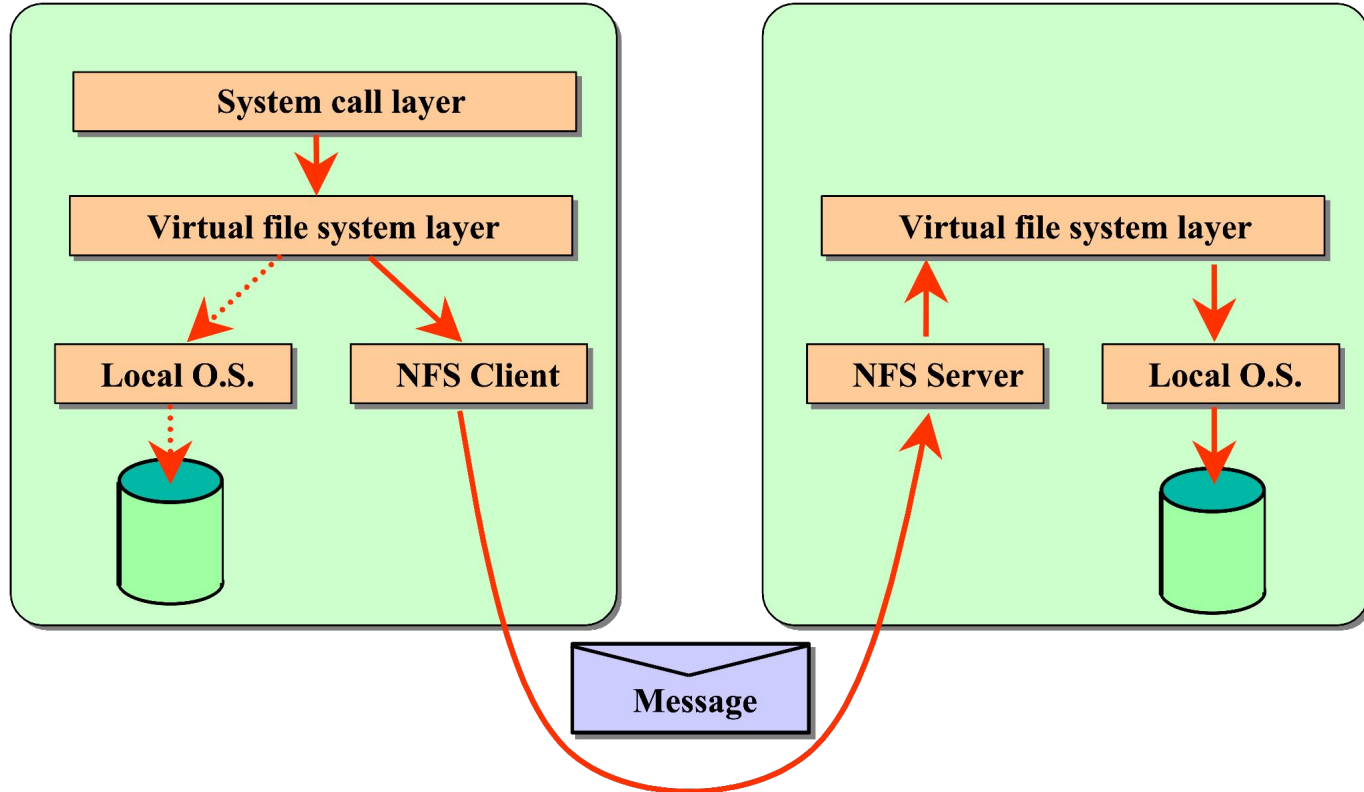 System call layer
Virtual file system layer
Local O.S.
NFS Client
Virtual file system layer
NFS Server
Local O.S.
Message